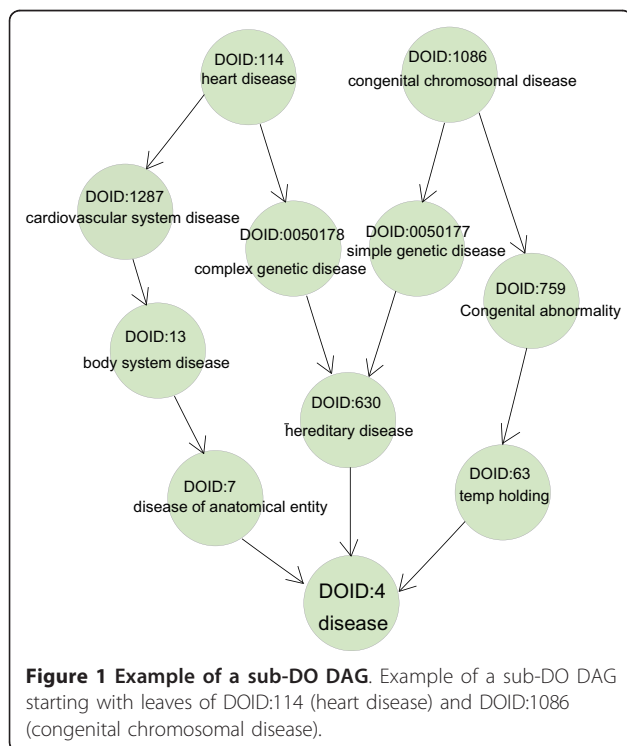 DOID:114
heart disease
DOID:1086
congenital chromosomal disease
DOID:1287
cardiovascular system disease
DOID:0050178
complex genetic disease
DOID:0050177
simple genetic disease
DOID:759
Congenital abnormality
DOID:13
body system disease
DOID:630
hereditary disease
DOID:7
disease of anatomical entity
DOID:63
temp holding
DOID:4
disease
Figure 1 Example of a sub-DO DAG. Example of a sub-DO DAG
starting with leaves of DOID:114 (heart disease) and DOID:1086
(congenital chromosomal disease).